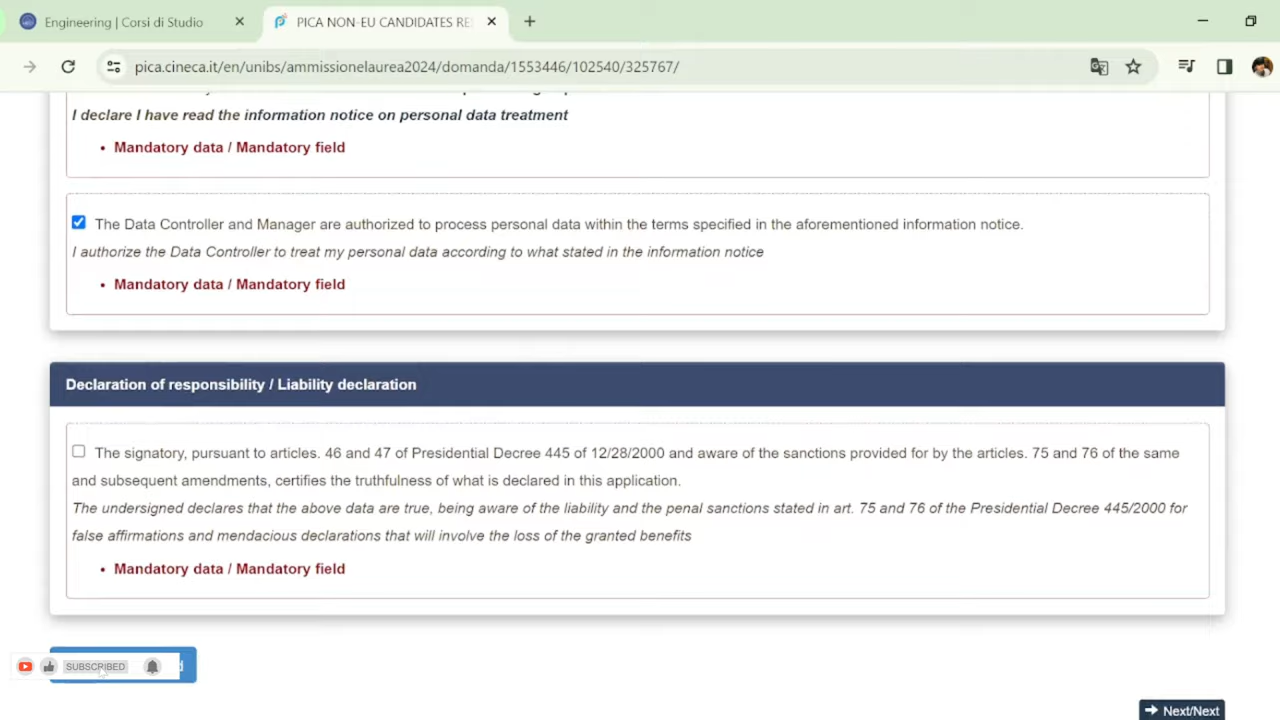 Engineering | Corsi di Studio
PICA NON-EU CANDIDATES RE
pica.cineca.it/en/unibs/ammissionelaurea2024/domanda/1553446/102540/325767/
I declare I have read the information notice on personal data treatment
• Mandatory data / Mandatory field
The Data Controller and Manager are authorized to process personal data within the terms specified in the aforementioned information notice.
I authorize the Data Controller to treat my personal data according to what stated in the information notice
• Mandatory data / Mandatory field
Declaration of responsibility / Liability declaration
The signatory, pursuant to articles. 46 and 47 of Presidential Decree 445 of 12/28/2000 and aware of the sanctions provided for by the articles. 75 and 76 of the same
and subsequent amendments, certifies the truthfulness of what is declared in this application.
The undersigned declares that the above data are true, being aware of the liability and the penal sanctions stated in art. 75 and 76 of the Presidential Decree 445/2000 for
false affirmations and mendacious declarations that will involve the loss of the granted benefits
• Mandatory data / Mandatory field
SUBSCRIBED
Next/Next